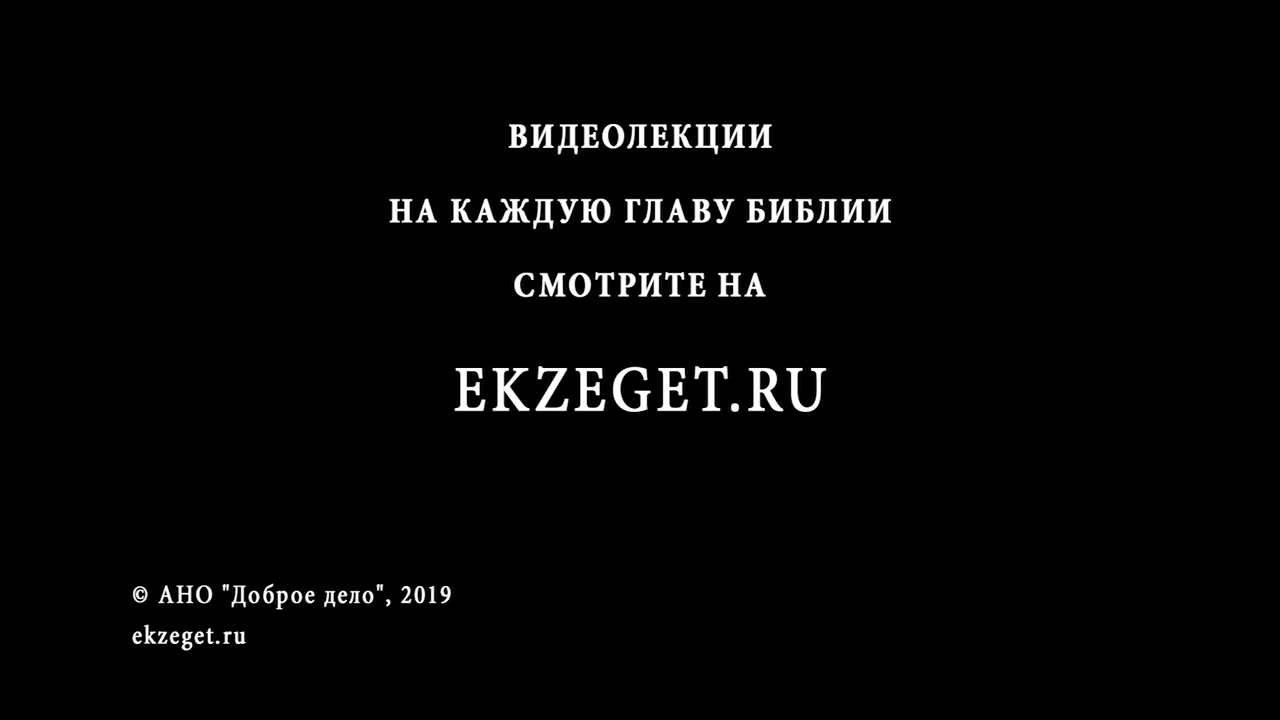 ВИДЕОЛЕКЦИИ
НА КАЖДУЮ ГЛАВУ БИБЛИИ
СМОТРИТЕ НА
EKZEGET.RU
© АНО "Доброе дело", 2019
ekzeget.ru